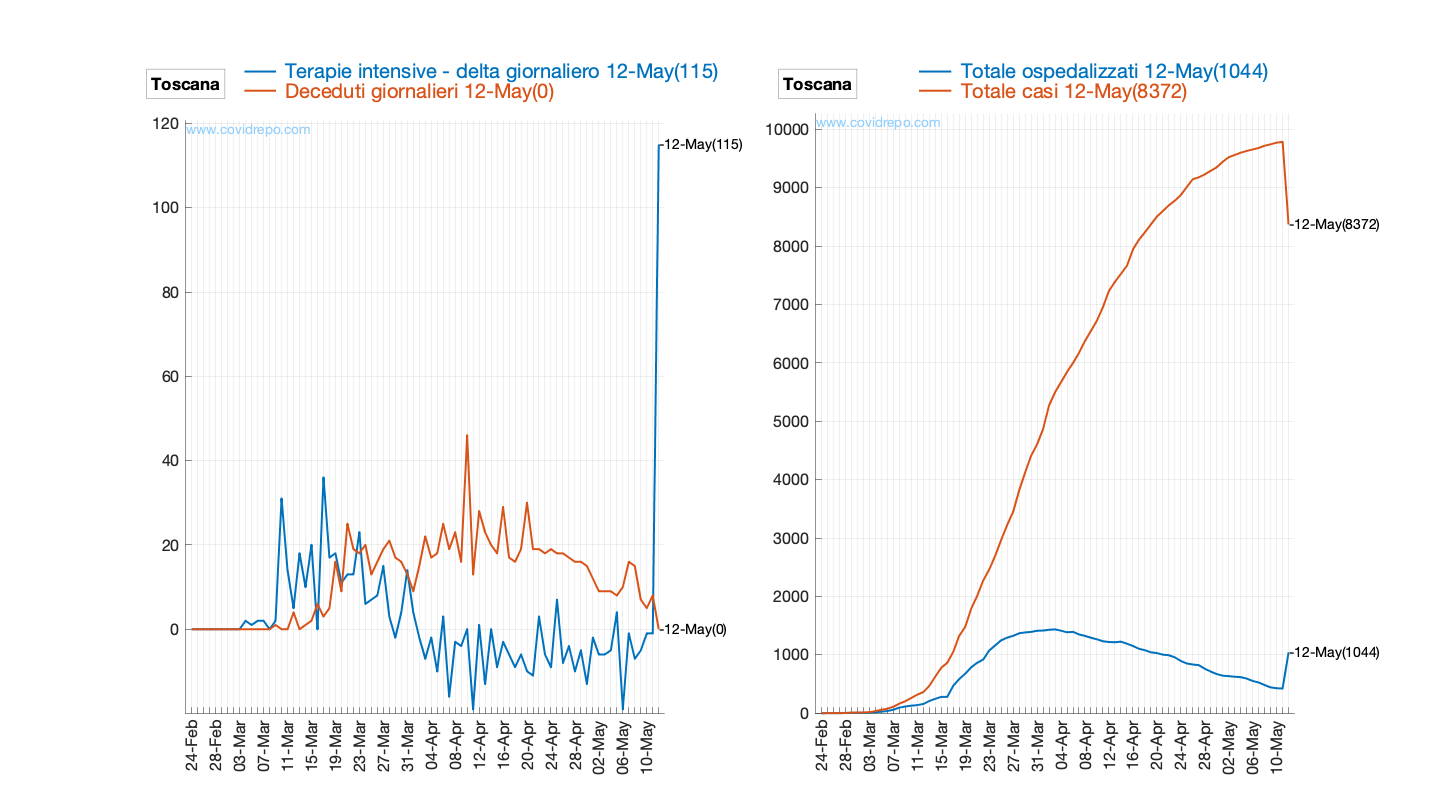 Toscana
Terapie intensive - delta giornaliero 12-May(115)
Deceduti giornalieri 12-May(0)
www.covidrepo.com
120
100
80
60
40
20
0
12-May(115)
12-May(0)
24-Feb
28-Feb
03-Mar
07-Mar
11-Mar
15-Mar
19-Mar
23-Mar
27-Mar
31-Mar
04-Apr
08-Apr
12-Apr
16-Apr
20-Apr
24-Apr
28-Apr
02-May
06-May
10-May
Toscana
Totale ospedalizzati 12-May(1044)
Totale casi 12-May(8372)
www.covidrepo.com
10000
9000
8000
7000
6000
5000
4000
3000
2000
1000
0
12-May(8372)
12-May(1044)
24-Feb
28-Feb
03-Mar
07-Mar
11-Mar
15-Mar
19-Mar
23-Mar
27-Mar
31-Mar
04-Apr
08-Apr
12-Apr
16-Apr
20-Apr
24-Apr
28-Apr
02-May
06-May
10-May